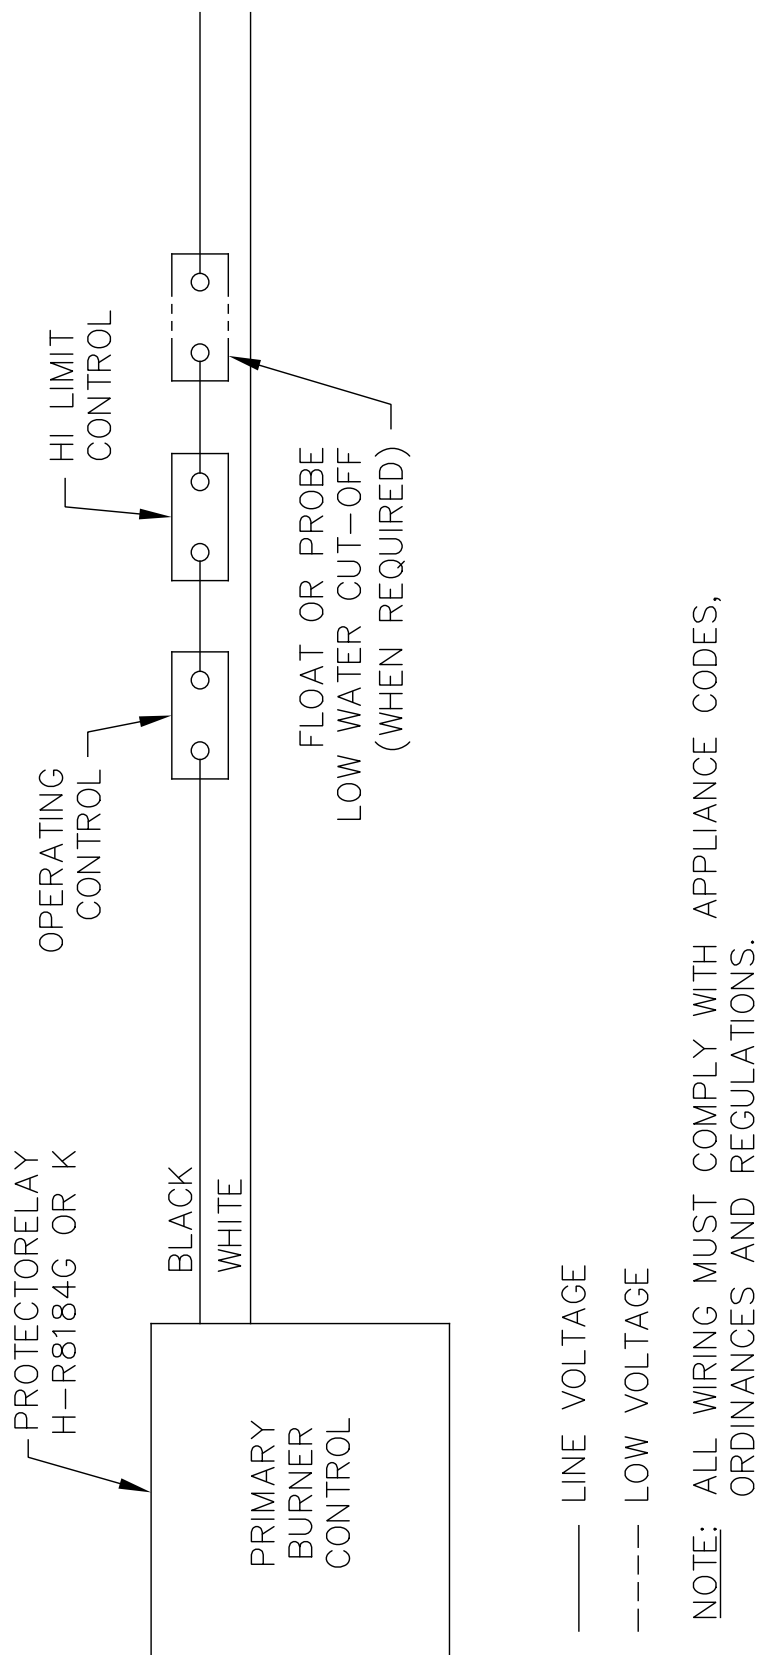 PROTECTORELAY
H-R8184G OR K
OPERATING
CONTROL
HI LIMIT
CONTROL
BLACK
WHITE
PRIMARY
BURNER
CONTROL
FLOAT OR PROBE
LOW WATER CUT-OFF
(WHEN REQUIRED)
LINE VOLTAGE
LOW VOLTAGE
NOTE: ALL WIRING MUST COMPLY WITH APPLIANCE CODES,
ORDINANCES AND REGULATIONS.